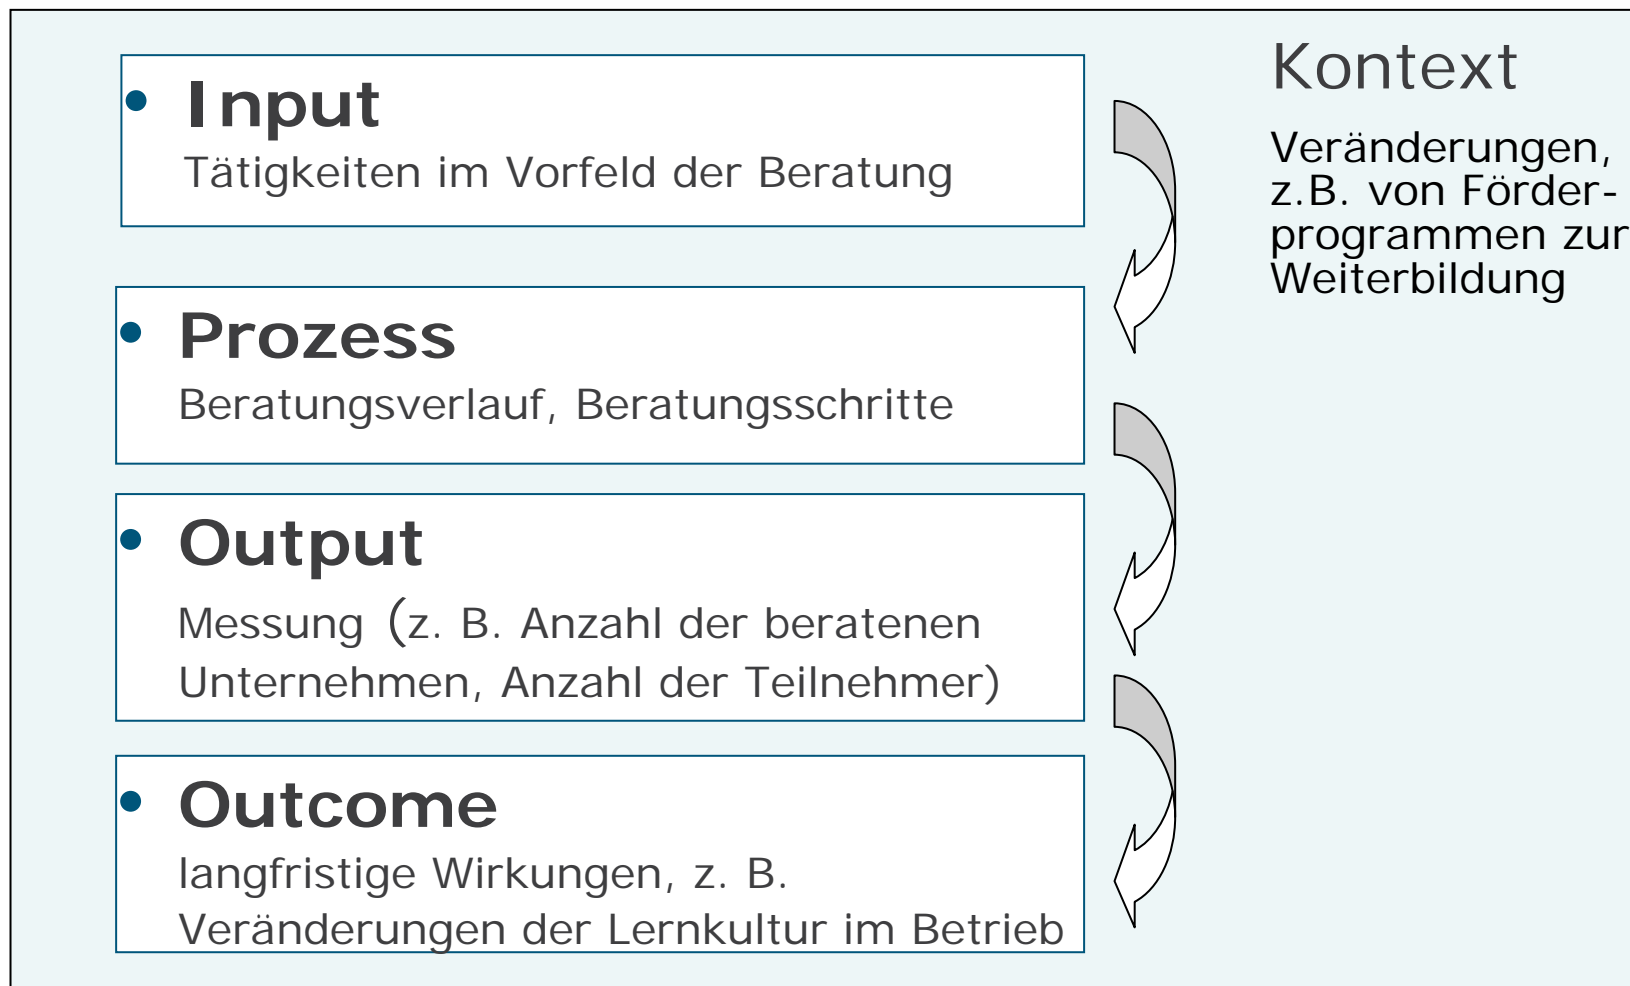 • Input
Tätigkeiten im Vorfeld der Beratung
• Prozess
Beratungsverlauf, Beratungsschritte
• Output
Messung (z. B. Anzahl der beratenen
Unternehmen, Anzahl der Teilnehmer)
• Outcome
langfristige Wirkungen, z. B.
Veränderungen der Lernkultur im Betrieb
Kontext
Veränderungen,
z.B. von Förder-
programmen zur
Weiterbildung